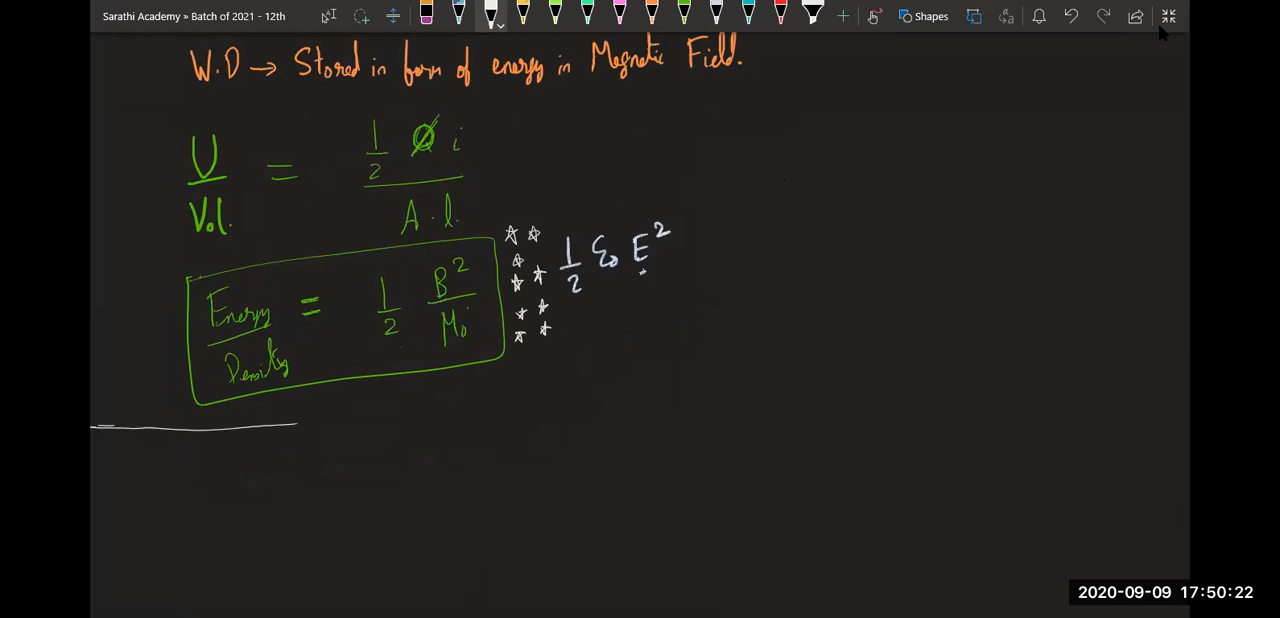 Sarathi Academy » Batch of 2021 - 12th
Shapes
W.D → Stored in form of energy in Magnetic Field.
U/Vol. = 1/2 Ø i / A · l.
Energy/Density = 1/2 B²/μ₀
1/2 ε₀ E²
2020-09-09 17:50:22